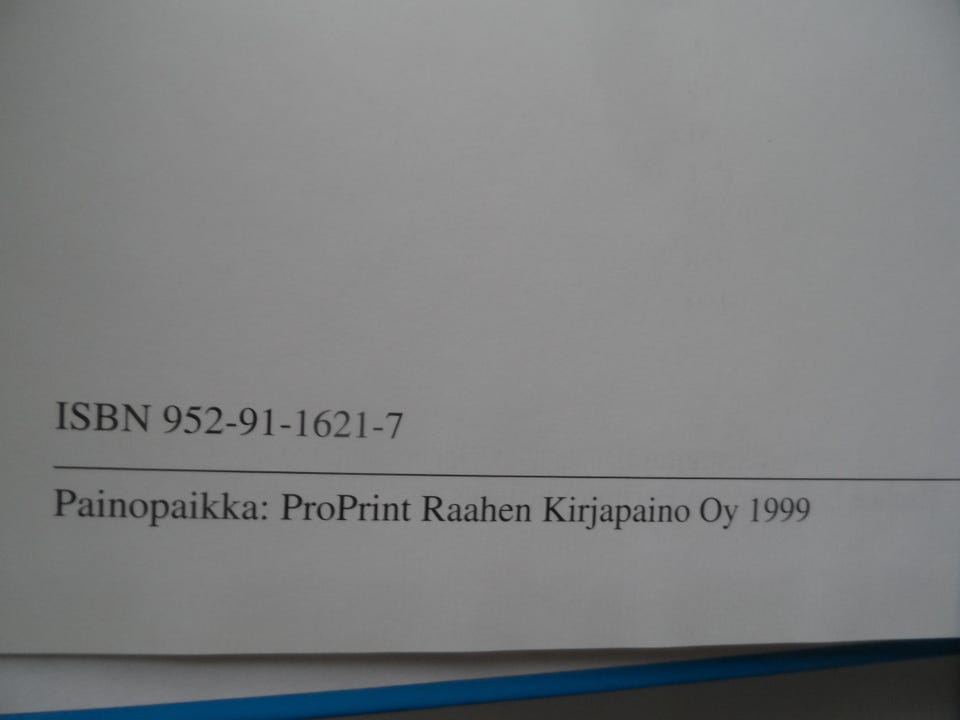 ISBN 952-91-1621-7
Painopaikka: ProPrint Raahen Kirjapaino Oy 1999